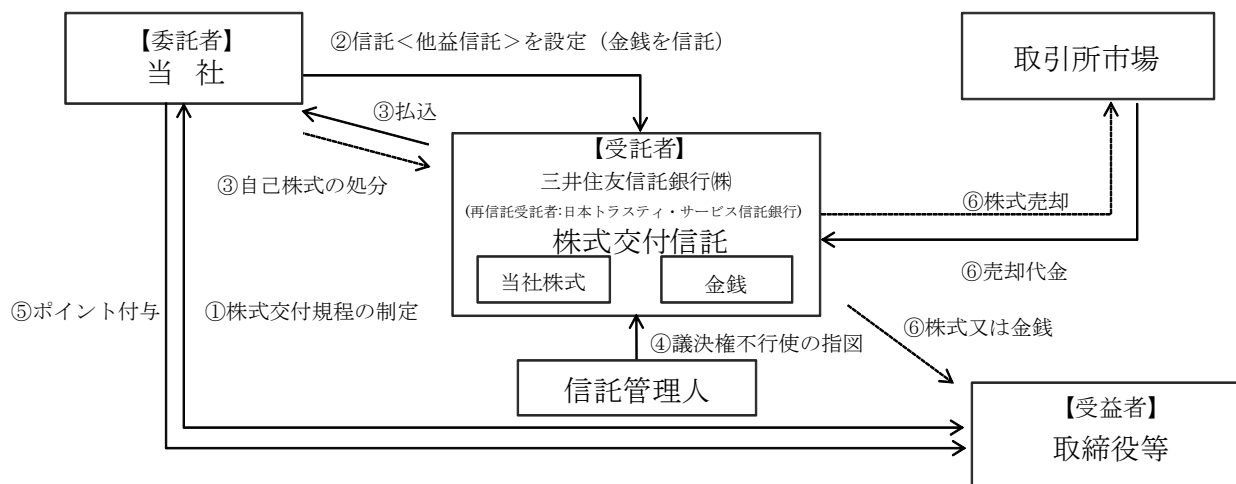 【委託者】
当 社
②信託<他益信託>を設定（金銭を信託）
取引所市場
③払込
③自己株式の処分
【受託者】
三井住友信託銀行㈱
(再信託受託者:日本トラスティ・サービス信託銀行)
株式交付信託
当社株式
金銭
⑥株式売却
⑥売却代金
⑤ポイント付与
①株式交付規程の制定
④議決権不行使の指図
⑥株式又は金銭
信託管理人
【受益者】
取締役等